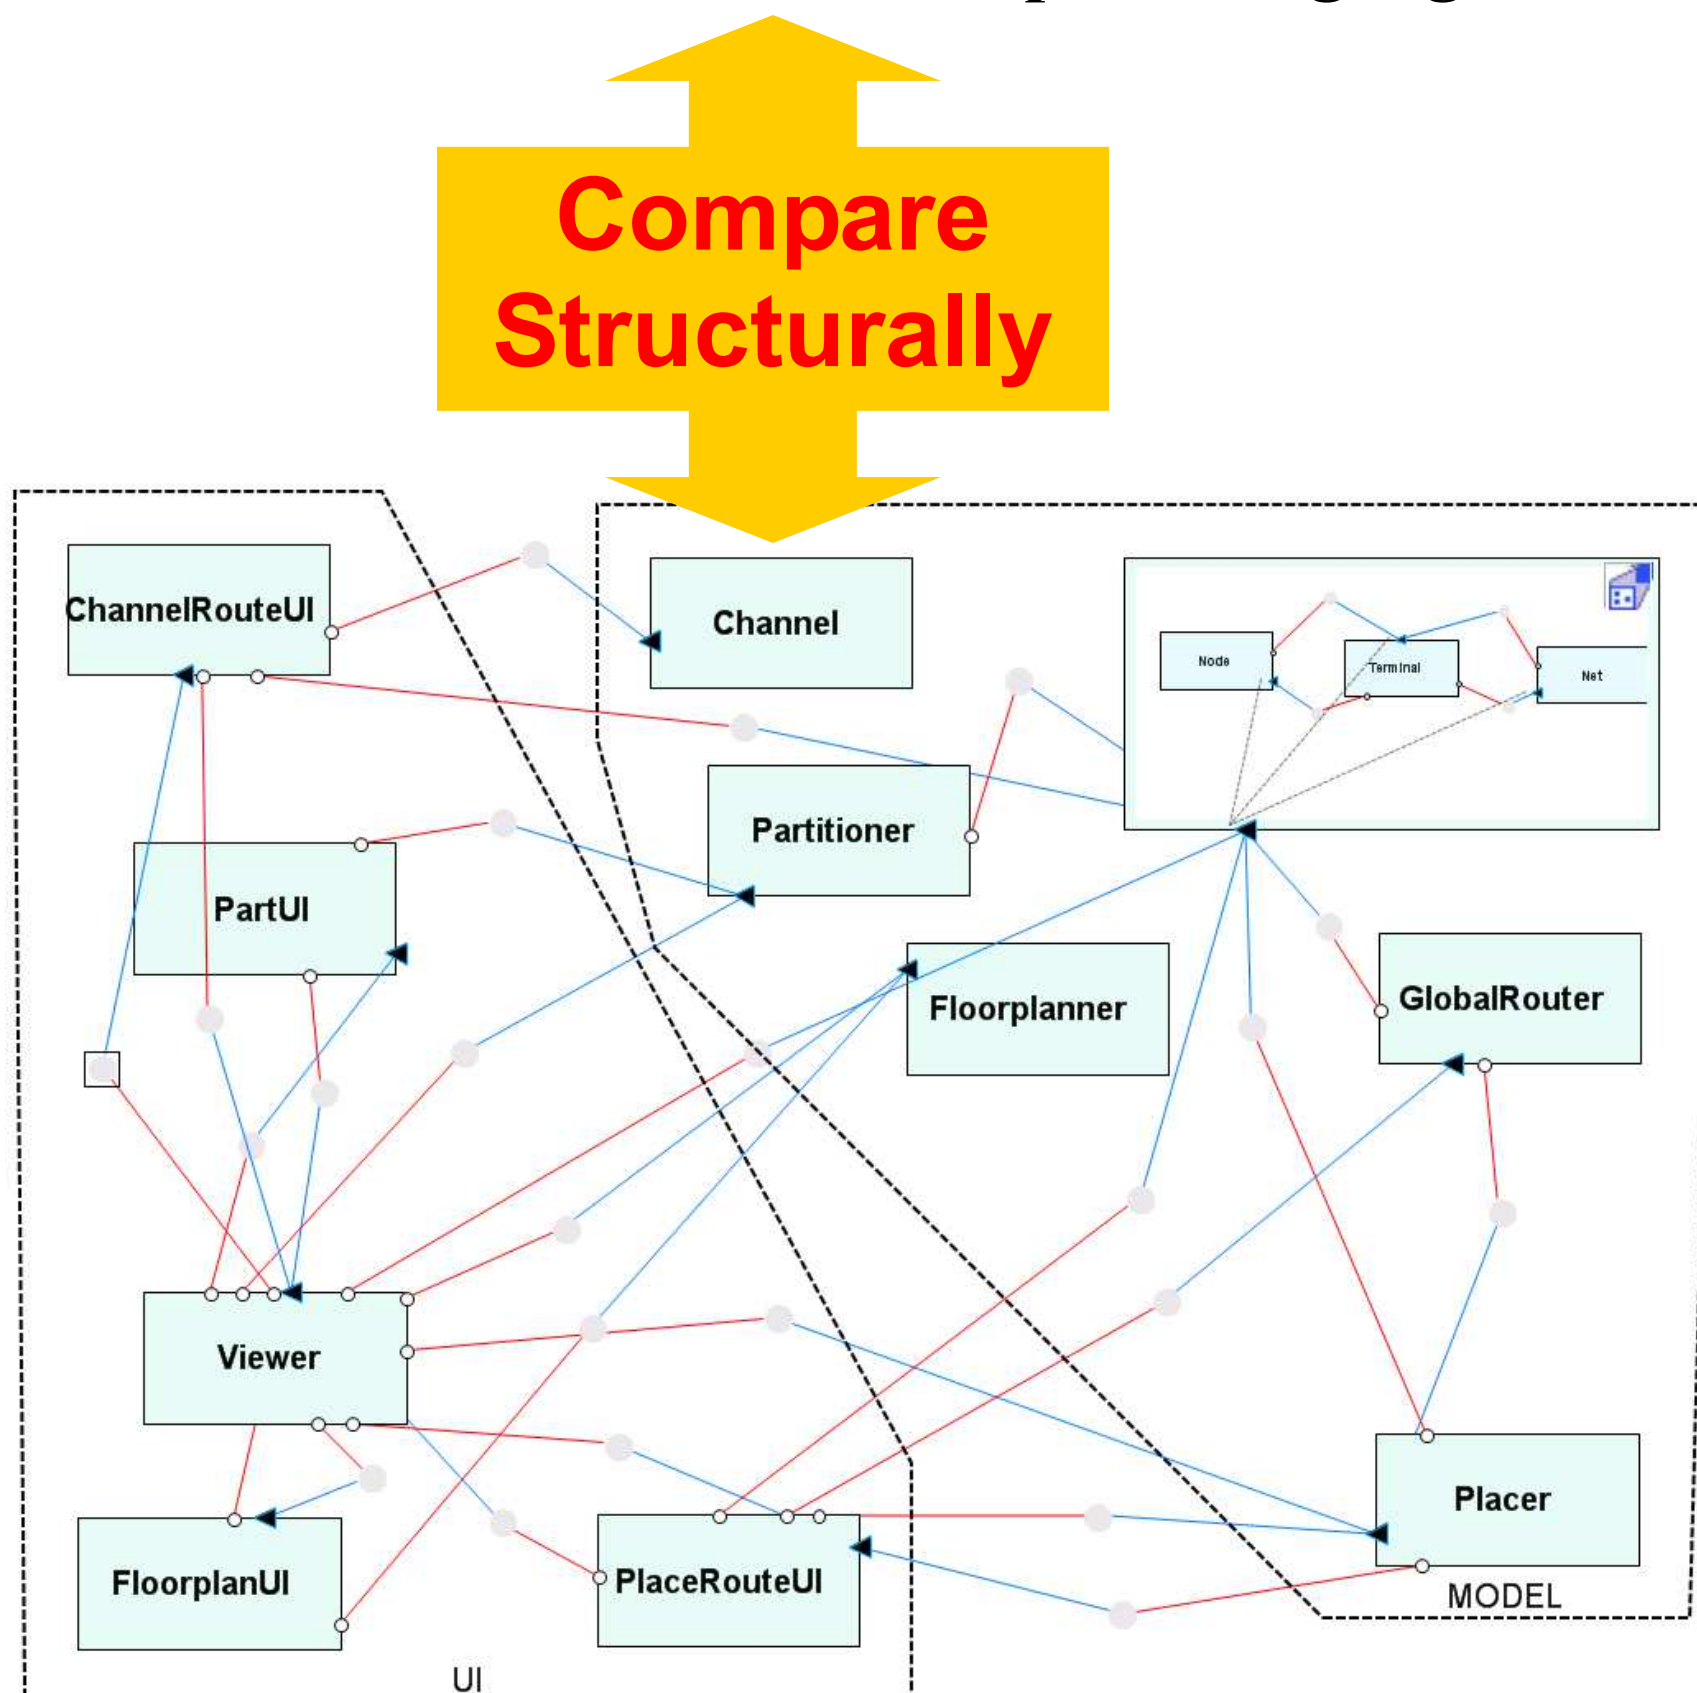 Compare
Structurally
ChannelRouteUI
Channel
Node
Terminal
Net
Partitioner
PartUI
Floorplanner
GlobalRouter
Viewer
Placer
FloorplanUI
PlaceRouteUI
MODEL
UI